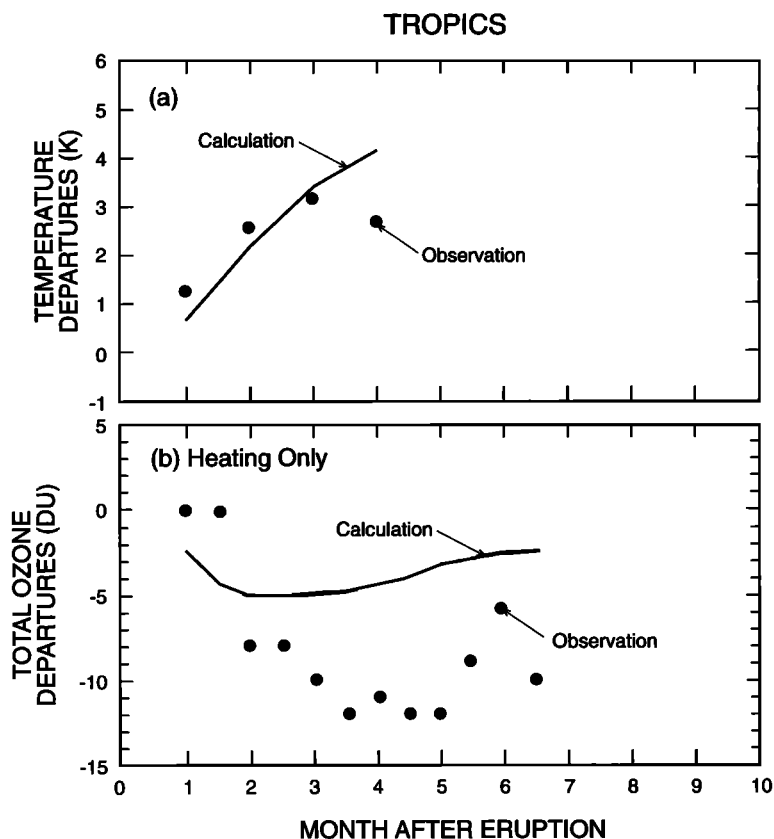 TROPICS
(a)
TEMPERATURE
DEPARTURES (K)
6
5
4
3
2
1
0
-1
Calculation
Observation
(b) Heating Only
TOTAL OZONE
DEPARTURES (DU)
5
0
-5
-10
-15
Calculation
Observation
0 1 2 3 4 5 6 7 8 9 10
MONTH AFTER ERUPTION